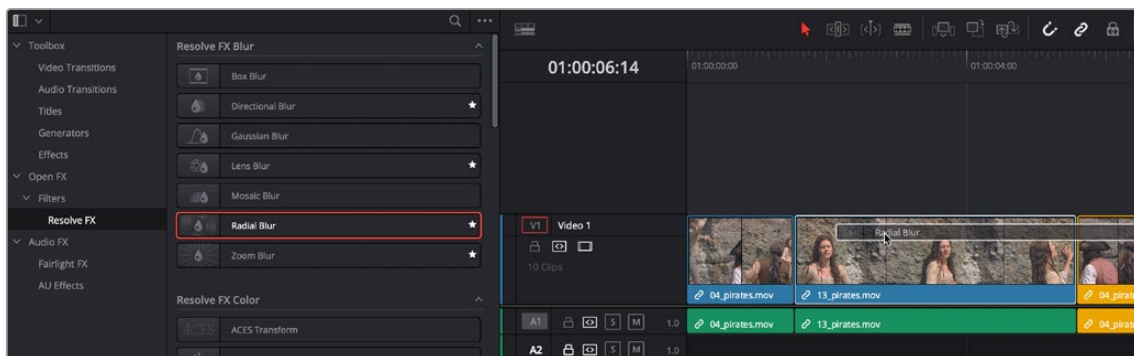 Toolbox
Video Transitions
Audio Transitions
Titles
Generators
Effects
Open FX
Filters
Resolve FX
Audio FX
Fairlight FX
AU Effects
Resolve FX Blur
Box Blur
Directional Blur
Gaussian Blur
Lens Blur
Mosaic Blur
Radial Blur
Zoom Blur
Resolve FX Color
ACES
ACES Transform
01:00:06:14
01:00:00:00
01:00:04:00
V1 Video 1
10 Clips
Radial Blur
04_pirates.mov
13_pirates.mov
04_pirat
A1 S M 1.0
04_pirates.mov
13_pirates.mov
04_pirat
A2 S M 1.0